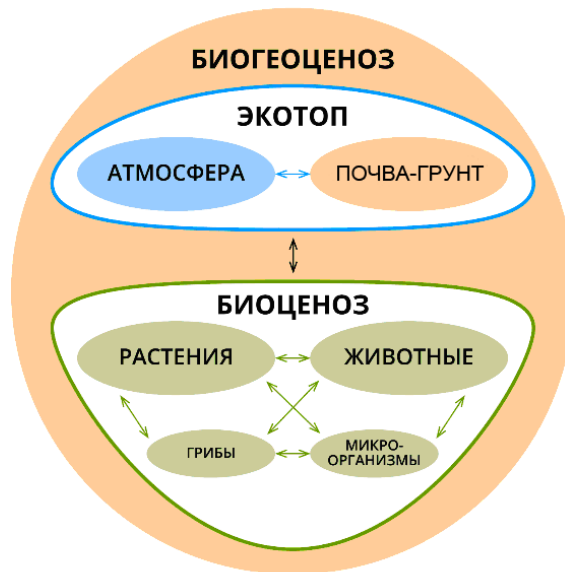 БИОГЕОЦЕНОЗ
ЭКОТОП
АТМОСФЕРА
ПОЧВА-ГРУНТ
БИОЦЕНОЗ
РАСТЕНИЯ
ЖИВОТНЫЕ
ГРИБЫ
МИКРО-
ОРГАНИЗМЫ